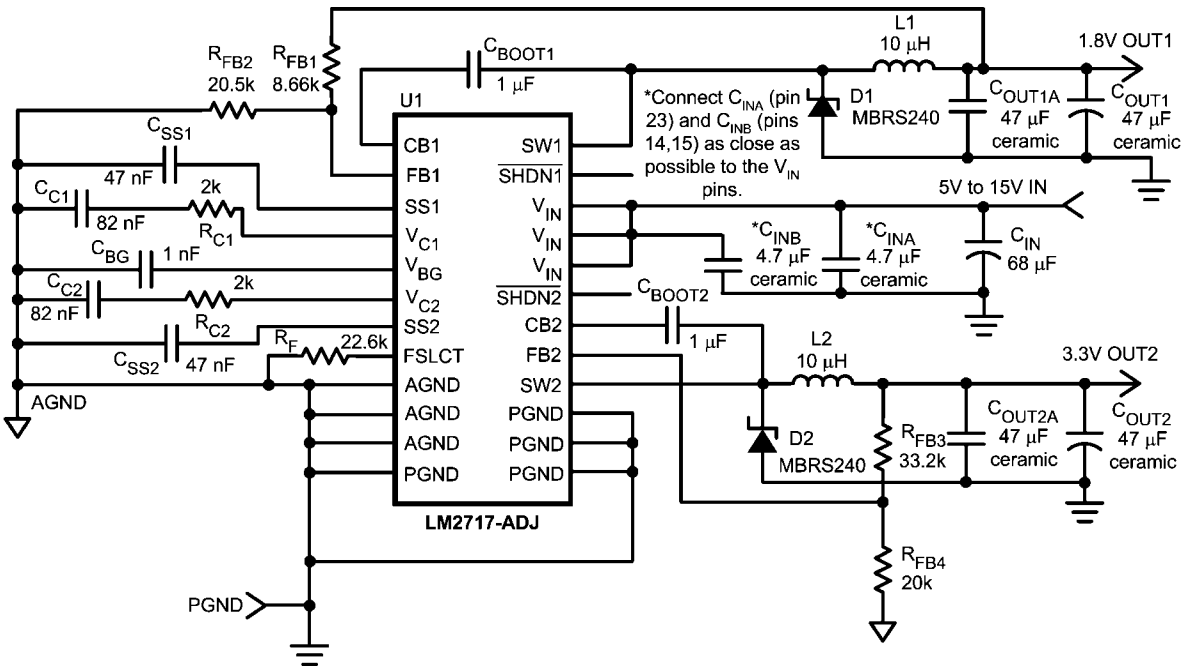 RFB2
20.5k
RFB1
8.66k
CBOOT1
1 µF
L1
10 µH
1.8V OUT1
U1
*Connect CINA (pin
23) and CINB (pins
14,15) as close as
possible to the VIN
pins.
D1
MBRS240
COUT1A
47 µF
ceramic
COUT1
47 µF
ceramic
CSS1
47 nF
CC1
82 nF
2k
RC1
CBG
1 nF
CC2
82 nF
2k
RC2
CSS2
47 nF
RF
22.6k
AGND
CB1
FB1
SS1
VC1
VBG
VC2
SS2
FSLCT
AGND
AGND
AGND
PGND
SW1
SHDN1
VIN
VIN
VIN
SHDN2
CB2
FB2
SW2
PGND
PGND
PGND
LM2717-ADJ
5V to 15V IN
*CINB
4.7 µF
ceramic
*CINA
4.7 µF
ceramic
CIN
68 µF
CBOOT2
1 µF
L2
10 µH
3.3V OUT2
D2
MBRS240
RFB3
33.2k
COUT2A
47 µF
ceramic
COUT2
47 µF
ceramic
RFB4
20k
PGND